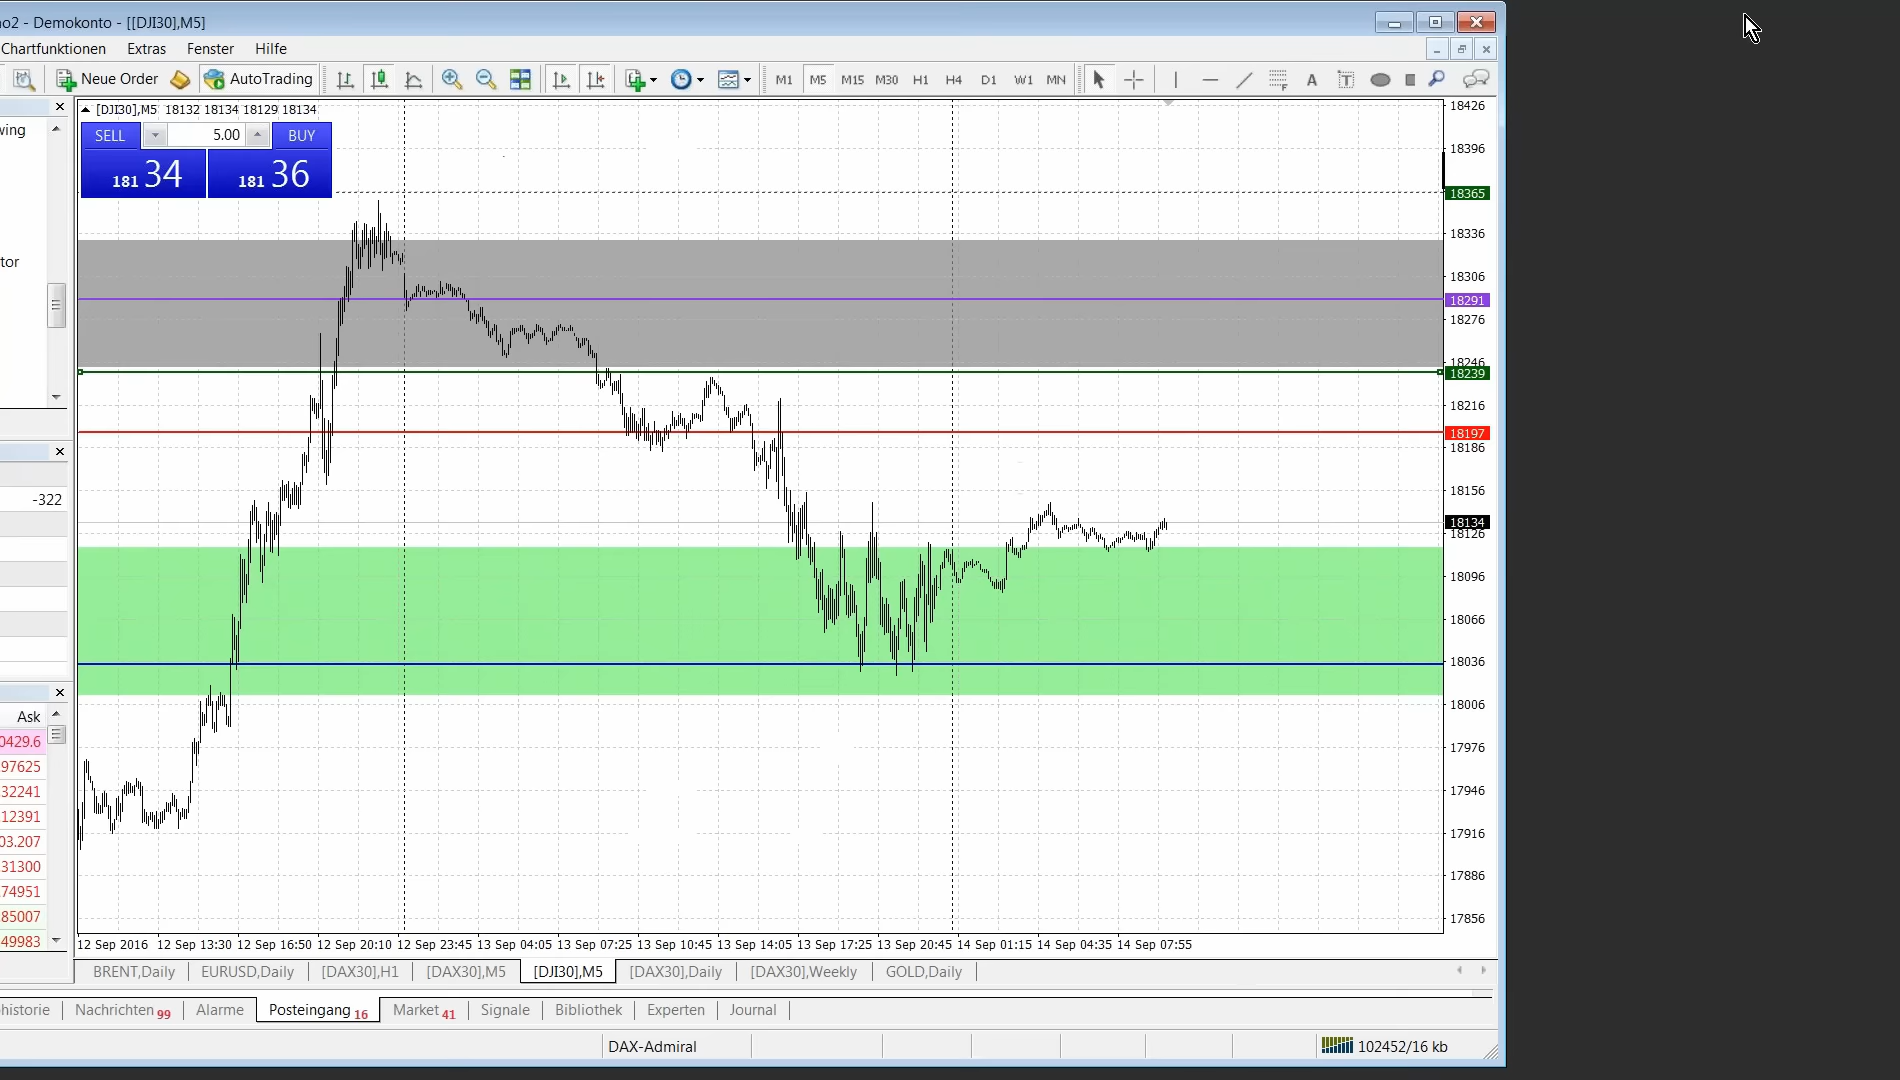 no2 - Demokonto - [[DJI30],M5]
Chartfunktionen Extras Fenster Hilfe
Neue Order AutoTrading M1 M5 M15 M30 H1 H4 D1 W1 MN A T
[DJI30],M5 18132 18134 18129 18134
SELL 5.00 BUY
181 34 181 36
wing
tor
-322
Ask
0429.6
97625
32241
12391
03.207
31300
74951
85007
49983
18426
18396
18365
18336
18306
18291
18276
18246
18239
18216
18197
18186
18156
18134
18126
18096
18066
18036
18006
17976
17946
17916
17886
17856
12 Sep 2016 12 Sep 13:30 12 Sep 16:50 12 Sep 20:10 12 Sep 23:45 13 Sep 04:05 13 Sep 07:25 13 Sep 10:45 13 Sep 14:05 13 Sep 17:25 13 Sep 20:45 14 Sep 01:15 14 Sep 04:35 14 Sep 07:55
BRENT,Daily EURUSD,Daily [DAX30],H1 [DAX30],M5 [DJI30],M5 [DAX30],Daily [DAX30],Weekly GOLD,Daily
historie Nachrichten 99 Alarme Posteingang 16 Market 41 Signale Bibliothek Experten Journal
DAX-Admiral 102452/16 kb